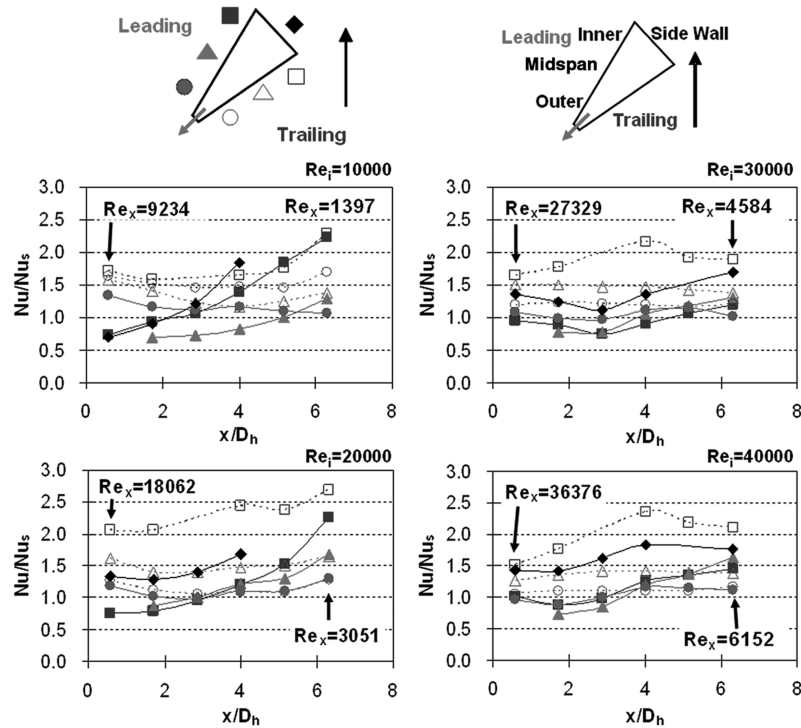 Leading
Trailing
Leading Inner Side Wall
Midspan
Outer
Trailing
Re_i=10000
3.0
2.5
2.0
1.5
1.0
0.5
0.0
Nu/Nu_s
Re_x=9234
Re_x=1397
0 2 4 6 8
x/D_h
Re_i=30000
3.0
2.5
2.0
1.5
1.0
0.5
0.0
Nu/Nu_s
Re_x=27329
Re_x=4584
0 2 4 6 8
x/D_h
Re_i=20000
3.0
2.5
2.0
1.5
1.0
0.5
0.0
Nu/Nu_s
Re_x=18062
Re_x=3051
0 2 4 6 8
x/D_h
Re_i=40000
3.0
2.5
2.0
1.5
1.0
0.5
0.0
Nu/Nu_s
Re_x=36376
Re_x=6152
0 2 4 6 8
x/D_h